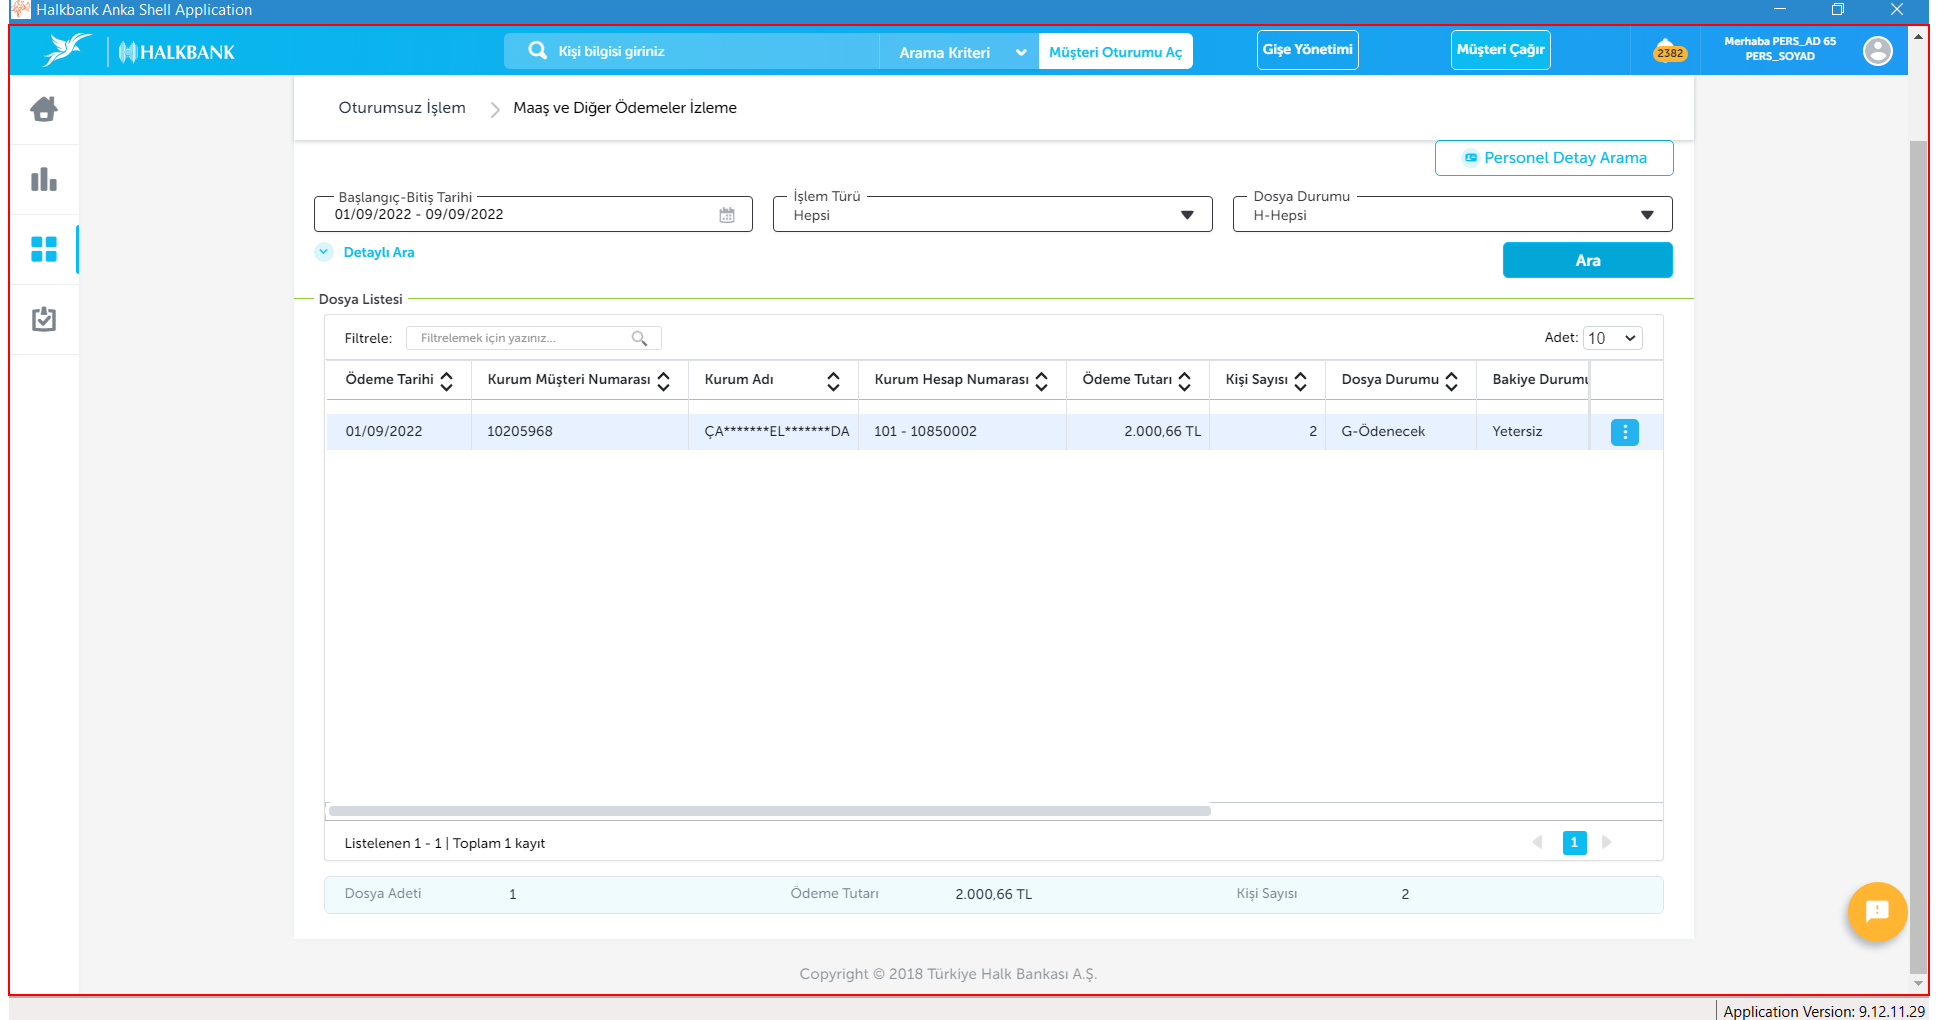 Halkbank Anka Shell Application
HALKBANK
Kişi bilgisi giriniz
Arama Kriteri
Müşteri Oturumu Aç
Gişe Yönetimi
Müşteri Çağır
2382
Merhaba PERS_AD 65
PERS_SOYAD
Oturumsuz İşlem
Maaş ve Diğer Ödemeler İzleme
Personel Detay Arama
Başlangıç-Bitiş Tarihi
01/09/2022 - 09/09/2022
İşlem Türü
Hepsi
Dosya Durumu
H-Hepsi
Detaylı Ara
Ara
Dosya Listesi
Filtrele: Filtrelemek için yazınız...
Adet: 10
Ödeme Tarihi Kurum Müşteri Numarası Kurum Adı Kurum Hesap Numarası Ödeme Tutarı Kişi Sayısı Dosya Durumu Bakiye Durumu
01/09/2022 10205968 ÇA*******EL*******DA 101 - 10850002 2.000,66 TL 2 G-Ödenecek Yetersiz
Listelenen 1 - 1 | Toplam 1 kayıt
1
Dosya Adeti 1 Ödeme Tutarı 2.000,66 TL Kişi Sayısı 2
Copyright © 2018 Türkiye Halk Bankası A.Ş.
Application Version: 9.12.11.29